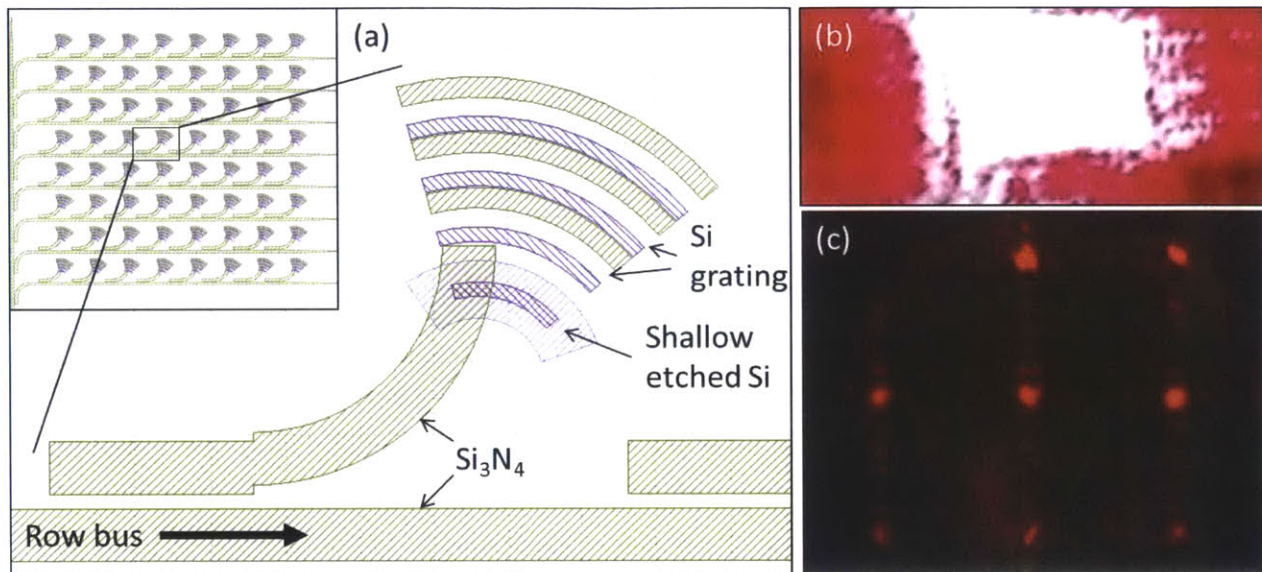 (a)
Si
grating
Shallow
etched Si
Si₃N₄
Row bus
(b)
(c)